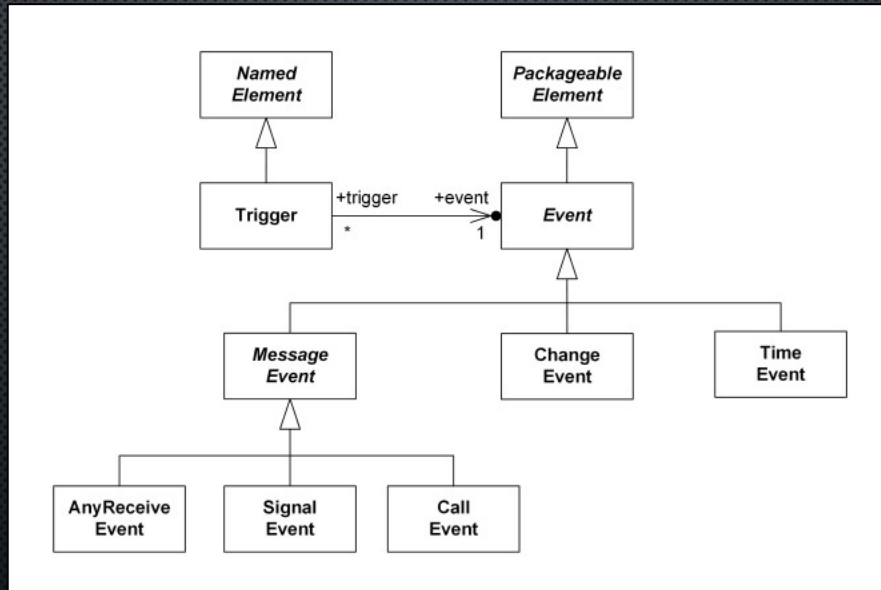 Named
Element
Packageable
Element
Trigger
+trigger
+event
*
1
Event
Message
Event
Change
Event
Time
Event
AnyReceive
Event
Signal
Event
Call
Event